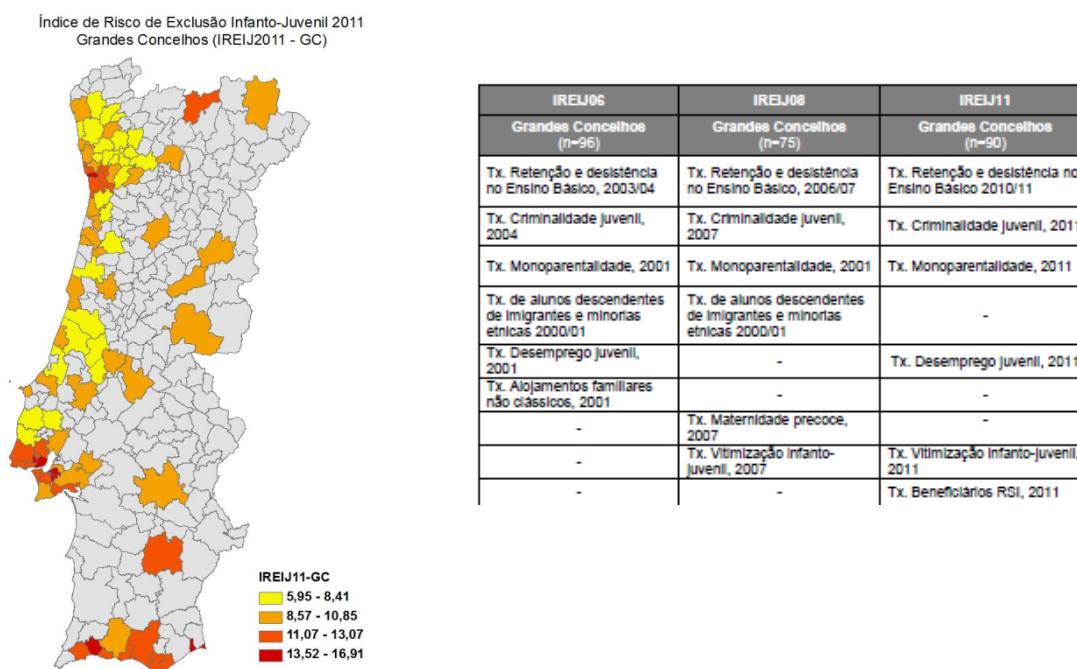 Índice de Risco de Exclusão Infanto-Juvenil 2011
Grandes Concelhos (IREIJ2011 - GC)
IREIJ11-GC
5,95 - 8,41
8,57 - 10,85
11,07 - 13,07
13,52 - 16,91
IREIJ06 IREIJ08 IREIJ11
Grandes Concelhos Grandes Concelhos Grandes Concelhos
(n=96) (n=75) (n=90)
Tx. Retenção e desistência Tx. Retenção e desistência Tx. Retenção e desistência no
no Ensino Básico, 2003/04 no Ensino Básico, 2006/07 Ensino Básico 2010/11
Tx. Criminalidade juvenil, Tx. Criminalidade juvenil, Tx. Criminalidade juvenil, 2011
2004 2007
Tx. Monoparentalidade, 2001 Tx. Monoparentalidade, 2001 Tx. Monoparentalidade, 2011
Tx. de alunos descendentes Tx. de alunos descendentes
de imigrantes e minorias de imigrantes e minorias -
etnicas 2000/01 etnicas 2000/01
Tx. Desemprego juvenil, - Tx. Desemprego juvenil, 2011
2001
Tx. Alojamentos familiares - -
não clássicos, 2001
- Tx. Maternidade precoce, -
2007
- Tx. Vitimização infanto- Tx. Vitimização infanto-juvenil,
juvenil, 2007 2011
- - Tx. Beneficiários RSI, 2011